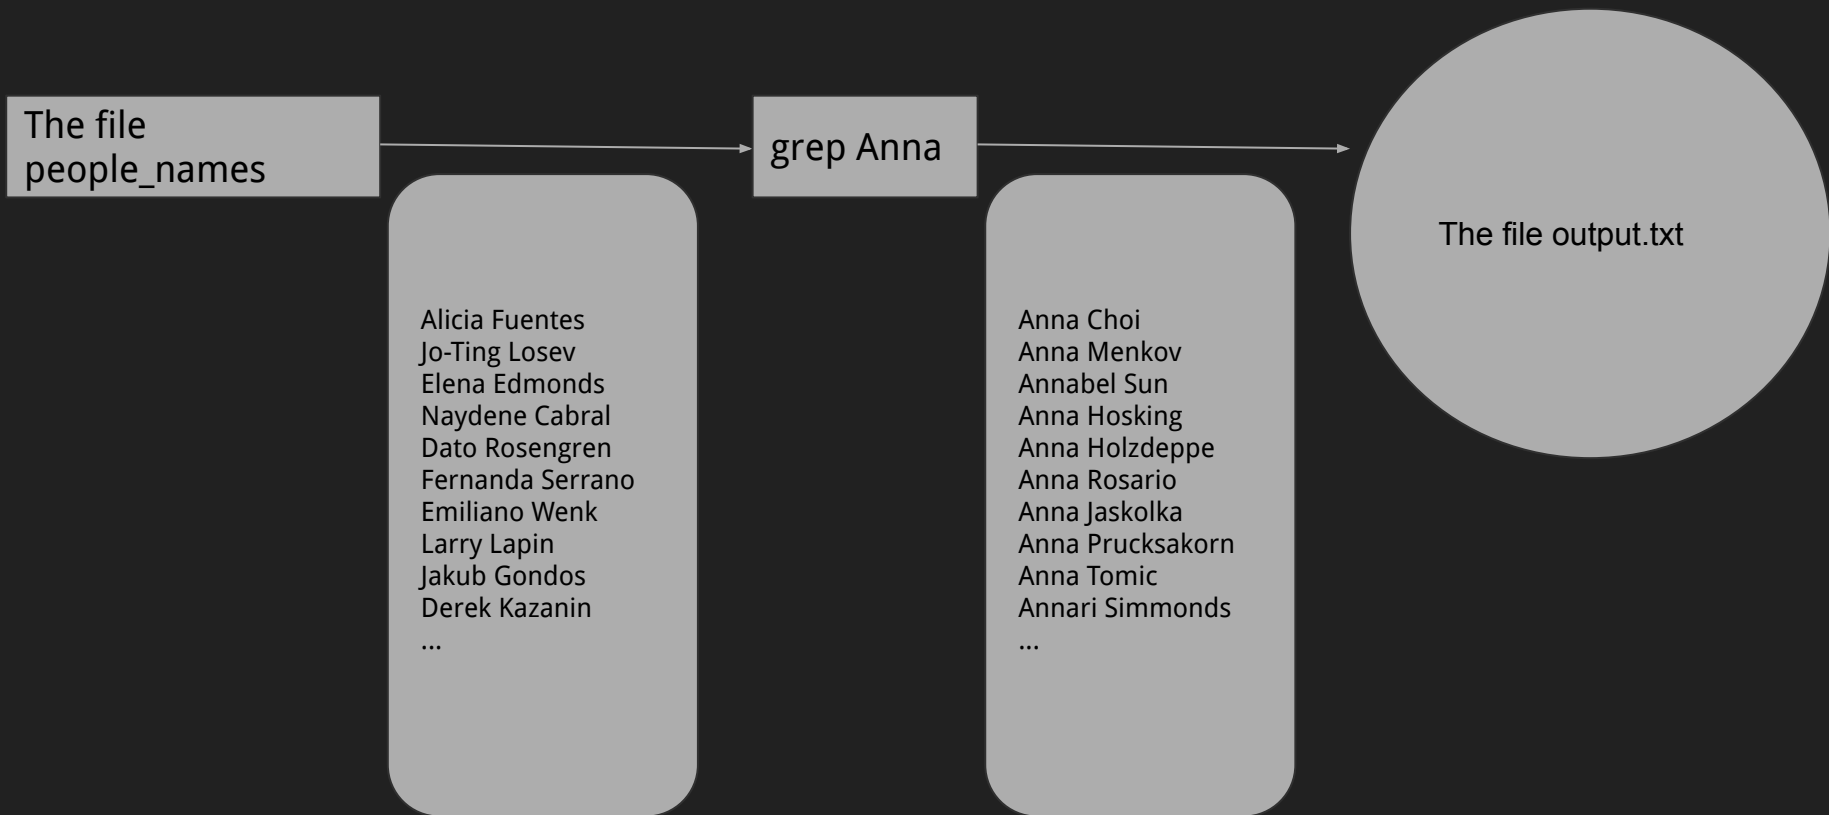 The file
people_names
grep Anna
The file output.txt
Alicia Fuentes
Jo-Ting Losev
Elena Edmonds
Naydene Cabral
Dato Rosengren
Fernanda Serrano
Emiliano Wenk
Larry Lapin
Jakub Gondos
Derek Kazanin
...
Anna Choi
Anna Menkov
Annabel Sun
Anna Hosking
Anna Holzdeppe
Anna Rosario
Anna Jaskolka
Anna Prucksakorn
Anna Tomic
Annari Simmonds
...